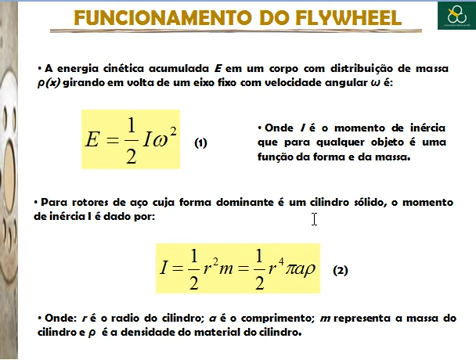 FUNCIONAMENTO DO FLYWHEEL
• A energia cinética acumulada E em um corpo com distribuição de massa
ρ(x) girando em volta de um eixo fixo com velocidade angular ω é:
E = 1/2 Iω² (1)
• Onde I é o momento de inércia
que para qualquer objeto é uma
função da forma e da massa.
• Para rotores de aço cuja forma dominante é um cilindro sólido, o momento
de inércia I é dado por:
I = 1/2 r²m = 1/2 r⁴πaρ (2)
• Onde: r é o radio do cilindro; a é o comprimento; m representa a massa do
cilindro e ρ é a densidade do material do cilindro.